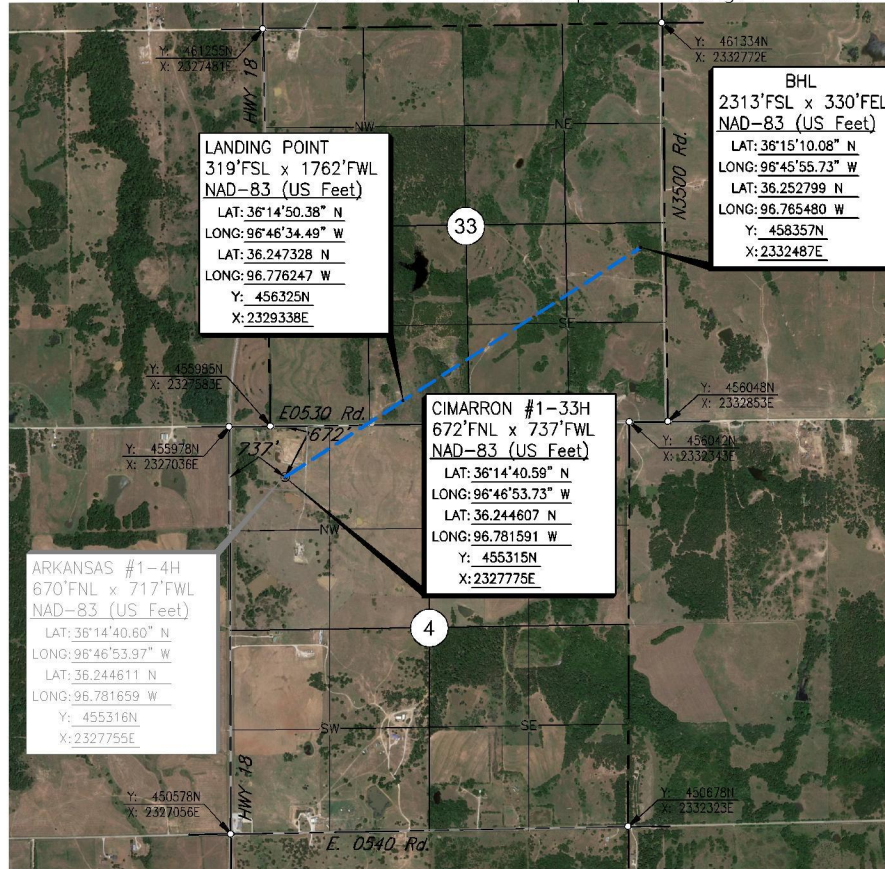 Y: 461255N
X: 2327481E
HWY 18
Y: 461334N
X: 2332772E
NW
NE
N3500 Rd.
BHL
2313'FSL x 330'FEL
NAD-83 (US Feet)
LAT: 36°15'10.08" N
LONG: 96°45'55.73" W
LAT: 36.252799 N
LONG: 96.765480 W
Y: 458357N
X: 2332487E
LANDING POINT
319'FSL x 1762'FWL
NAD-83 (US Feet)
LAT: 36°14'50.38" N
LONG: 96°46'34.49" W
LAT: 36.247328 N
LONG: 96.776247 W
Y: 456325N
X: 2329338E
33
SE
Y: 455985N
X: 2327583E
E0530 Rd.
Y: 456048N
X: 2332853E
Y: 455978N
X: 2327036E
737'
672'
Y: 456042N
X: 2332343E
CIMARRON #1-33H
672'FNL x 737'FWL
NAD-83 (US Feet)
LAT: 36°14'40.59" N
LONG: 96°46'53.73" W
LAT: 36.244607 N
LONG: 96.781591 W
Y: 455315N
X: 2327775E
NW
ARKANSAS #1-4H
670'FNL x 717'FWL
NAD-83 (US Feet)
LAT: 36°14'40.60" N
LONG: 96°46'53.97" W
LAT: 36.244611 N
LONG: 96.781659 W
Y: 455316N
X: 2327755E
4
SW
SE
Y: 450578N
X: 2327056E
HWY 18
E. 0540 Rd.
Y: 450678N
X: 2332323E